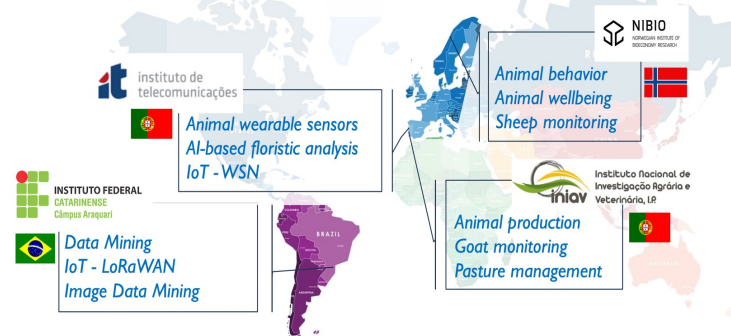 NIBIO
NORWEGIAN INSTITUTE OF
BIOECONOMY RESEARCH
Animal behavior
Animal wellbeing
Sheep monitoring
it instituto de
telecomunicações
Animal wearable sensors
AI-based floristic analysis
IoT - WSN
INSTITUTO FEDERAL
CATARINENSE
Câmpus Araquari
Data Mining
IoT - LoRaWAN
Image Data Mining
iniav
Instituto Nacional de
Investigação Agrária e
Veterinária, I.P.
Animal production
Goat monitoring
Pasture management
BRAZIL